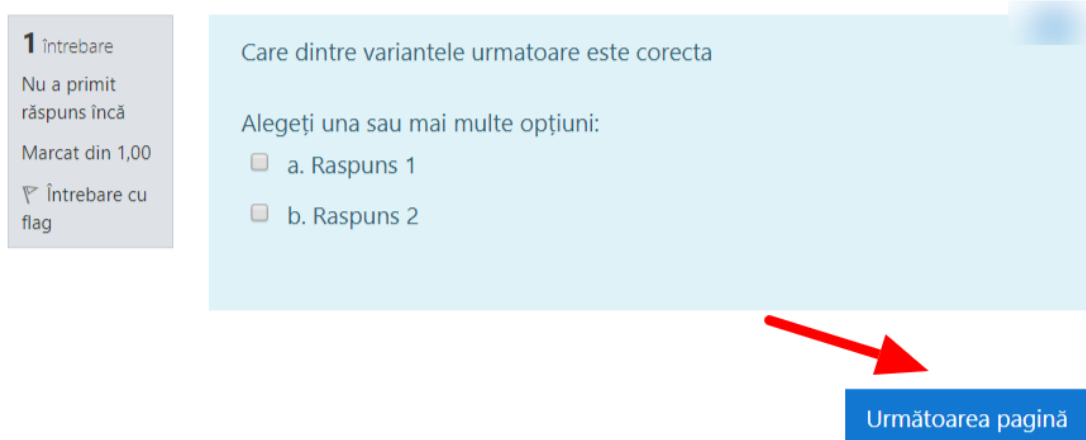 1 întrebare
Nu a primit
răspuns încă
Marcat din 1,00
Întrebare cu
flag
Care dintre variantele urmatoare este corecta
Alegeți una sau mai multe opțiuni:
a. Raspuns 1
b. Raspuns 2
Următoarea pagină